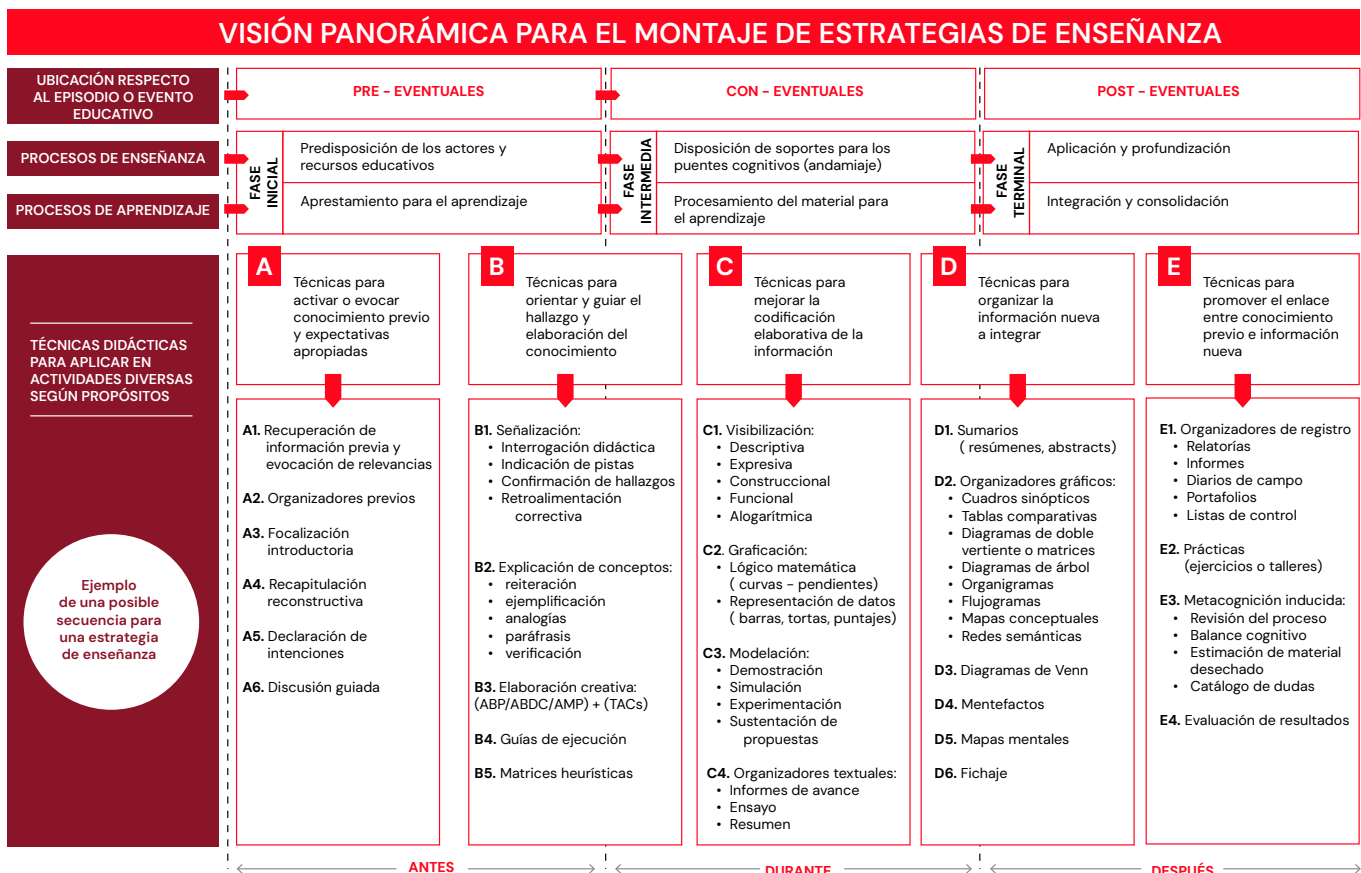 VISIÓN PANORÁMICA PARA EL MONTAJE DE ESTRATEGIAS DE ENSEÑANZA
UBICACIÓN RESPECTO
AL EPISODIO O EVENTO
EDUCATIVO
PRE - EVENTUALES
CON - EVENTUALES
POST - EVENTUALES
PROCESOS DE ENSEÑANZA
PROCESOS DE APRENDIZAJE
FASE
INICIAL
Predisposición de los actores y
recursos educativos
Aprestamiento para el aprendizaje
FASE
INTERMEDIA
Disposición de soportes para los
puentes cognitivos (andamiaje)
Procesamiento del material para
el aprendizaje
FASE
TERMINAL
Aplicación y profundización
Integración y consolidación
TÉCNICAS DIDÁCTICAS
PARA APLICAR EN
ACTIVIDADES DIVERSAS
SEGÚN PROPÓSITOS
Ejemplo
de una posible
secuencia para
una estrategia
de enseñanza
A
Técnicas para
activar o evocar
conocimiento previo
y expectativas
apropiadas
A1. Recuperación de
información previa y
evocación de relevancias
A2. Organizadores previos
A3. Focalización
introductoria
A4. Recapitulación
reconstructiva
A5. Declaración de
intenciones
A6. Discusión guiada
B
Técnicas para
orientar y guiar el
hallazgo y
elaboración del
conocimiento
B1. Señalización:
• Interrogación didáctica
• Indicación de pistas
• Confirmación de hallazgos
• Retroalimentación
correctiva
B2. Explicación de conceptos:
• reiteración
• ejemplificación
• analogías
• paráfrasis
• verificación
B3. Elaboración creativa:
(ABP/ABDC/AMP) + (TACs)
B4. Guías de ejecución
B5. Matrices heurísticas
C
Técnicas para
mejorar la
codificación
elaborativa de la
información
C1. Visibilización:
• Descriptiva
• Expresiva
• Construccional
• Funcional
• Alogarítmica
C2. Graficación:
• Lógico matemática
( curvas - pendientes)
• Representación de datos
( barras, tortas, puntajes)
C3. Modelación:
• Demostración
• Simulación
• Experimentación
• Sustentación de
propuestas
C4. Organizadores textuales:
• Informes de avance
• Ensayo
• Resumen
D
Técnicas para
organizar la
información nueva
a integrar
D1. Sumarios
( resúmenes, abstracts)
D2. Organizadores gráficos:
• Cuadros sinópticos
• Tablas comparativas
• Diagramas de doble
vertiente o matrices
• Diagramas de árbol
• Organigramas
• Flujogramas
• Mapas conceptuales
• Redes semánticas
D3. Diagramas de Venn
D4. Mentefactos
D5. Mapas mentales
D6. Fichaje
E
Técnicas para
promover el enlace
entre conocimiento
previo e información
nueva
E1. Organizadores de registro
• Relatorías
• Informes
• Diarios de campo
• Portafolios
• Listas de control
E2. Prácticas
(ejercicios o talleres)
E3. Metacognición inducida:
• Revisión del proceso
• Balance cognitivo
• Estimación de material
desechado
• Catálogo de dudas
E4. Evaluación de resultados
ANTES
DURANTE
DESPUÉS